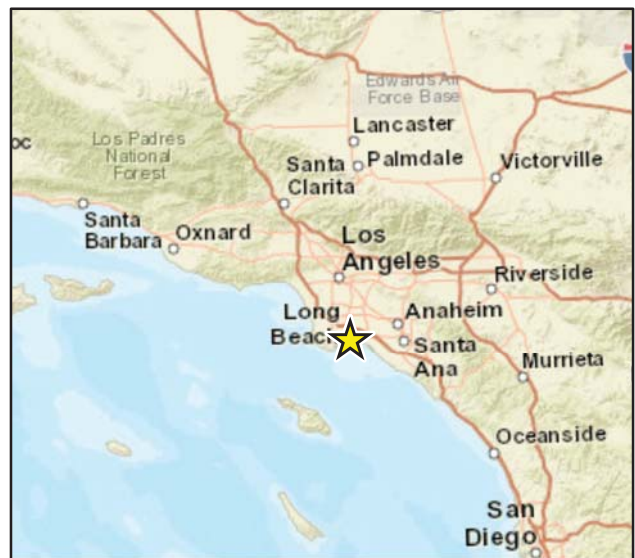 Edwards Air
Force Base
Lancaster
oc
Los Padres
National
Forest
Santa
Clarita
Palmdale
Victorville
Santa
Barbara
Oxnard
Los
Angeles
Riverside
Long
Beach
Anaheim
Santa
Ana
Murrieta
Oceanside
San
Diego